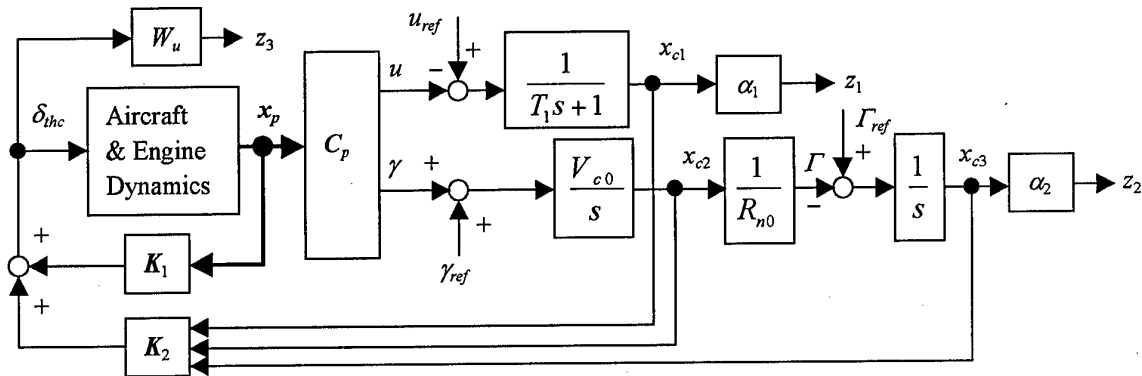 W_u
z_3
u_ref
+
−
u
1
T_1 s + 1
x_c1
α_1
z_1
δ_thc
Aircraft
& Engine
Dynamics
x_p
C_p
γ
+
+
γ_ref
V_c0
s
x_c2
1
R_n0
Γ
−
Γ_ref
+
1
s
x_c3
α_2
z_2
+
+
K_1
K_2